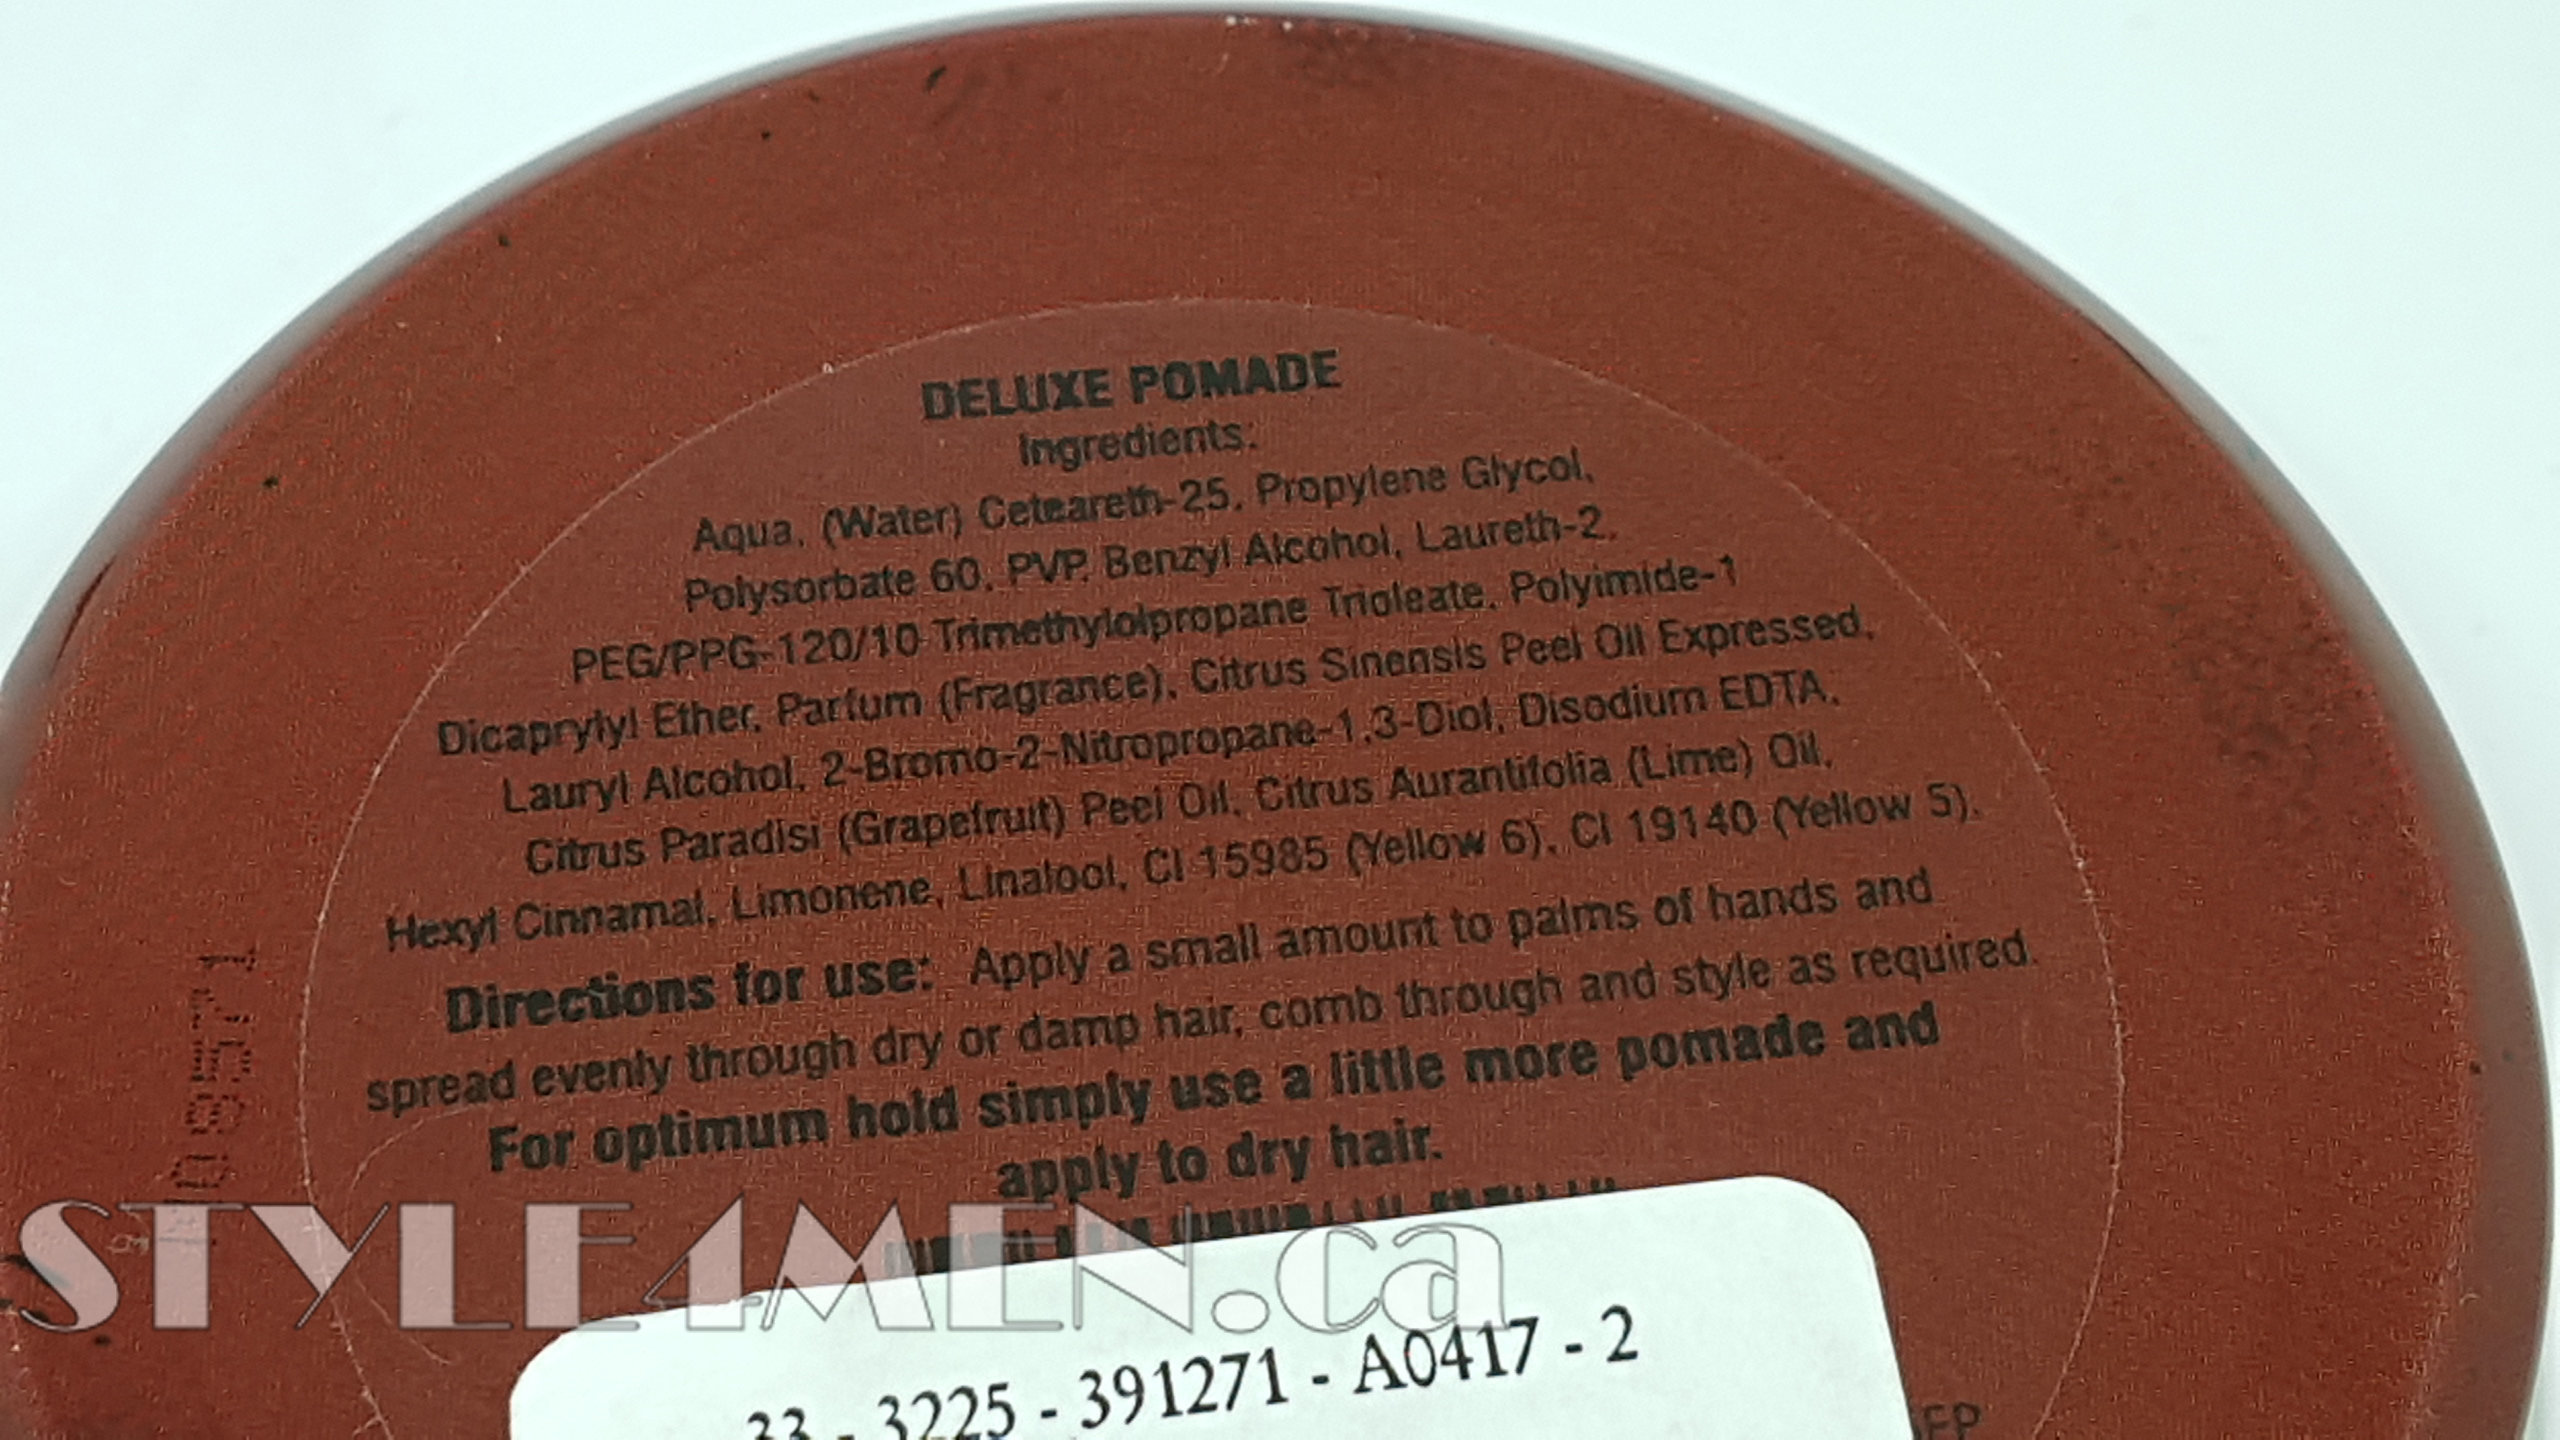 DELUXE POMADE
Ingredients:
Aqua, (Water) Ceteareth-25, Propylene Glycol,
Polysorbate 60, PVP, Benzyl Alcohol, Laureth-2,
PEG/PPG-120/10 Trimethylolpropane Trioleate, Polyimide-1
Dicaprylyl Ether, Parfum (Fragrance), Citrus Sinensis Peel Oil Expressed,
Lauryl Alcohol, 2-Bromo-2-Nitropropane-1,3-Diol, Disodium EDTA,
Citrus Paradisi (Grapefruit) Peel Oil, Citrus Aurantifolia (Lime) Oil,
Hexyl Cinnamal, Limonene, Linalool, CI 15985 (Yellow 6), CI 19140 (Yellow 5).
Directions for use: Apply a small amount to palms of hands and
spread evenly through dry or damp hair, comb through and style as required.
For optimum hold simply use a little more pomade and
apply to dry hair.
STYLE4MEN.ca
33 - 3225 - 391271 - A0417 - 2